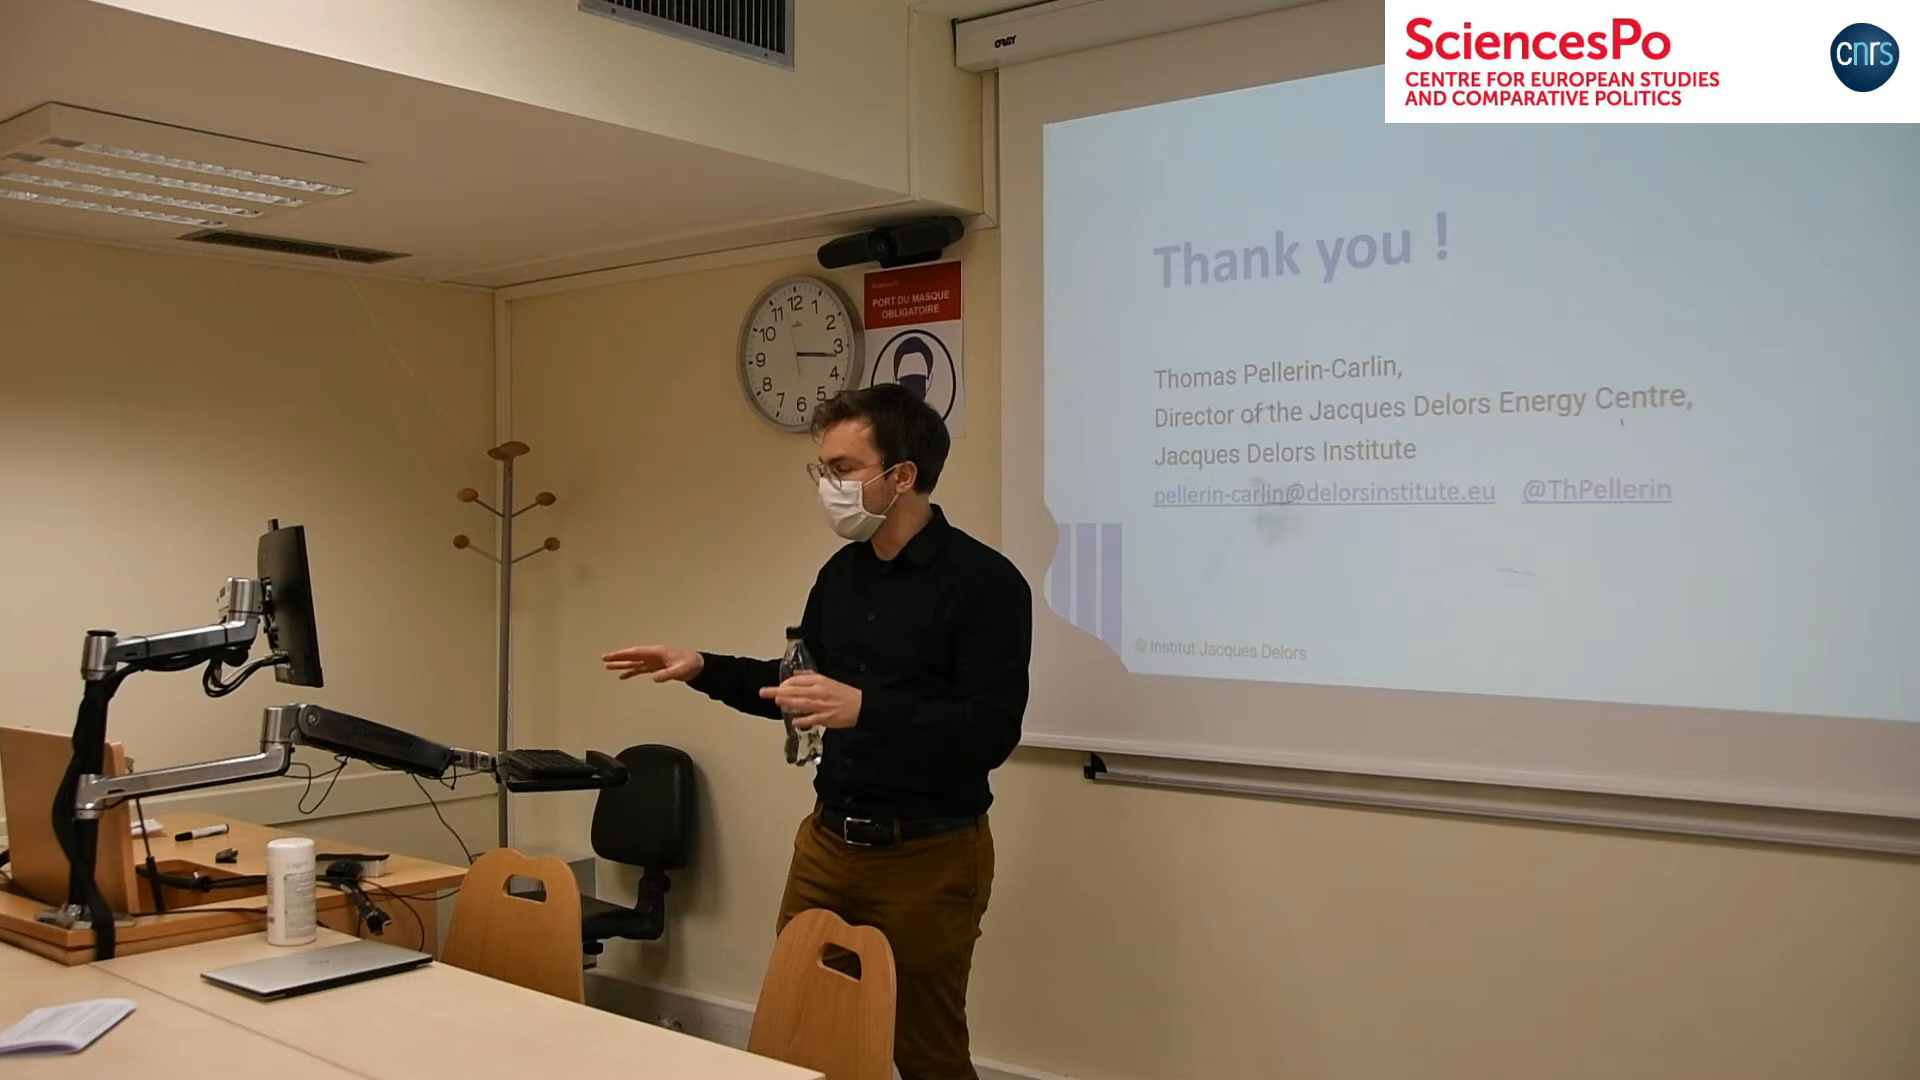 SciencesPo
CENTRE FOR EUROPEAN STUDIES
AND COMPARATIVE POLITICS
cnrs
ORAY
12
1
2
3
4
5
6
7
8
9
10
11
PORT DU MASQUE
OBLIGATOIRE
Thank you !
Thomas Pellerin-Carlin,
Director of the Jacques Delors Energy Centre,
Jacques Delors Institute
pellerin-carlin@delorsinstitute.eu @ThPellerin
© Institut Jacques Delors